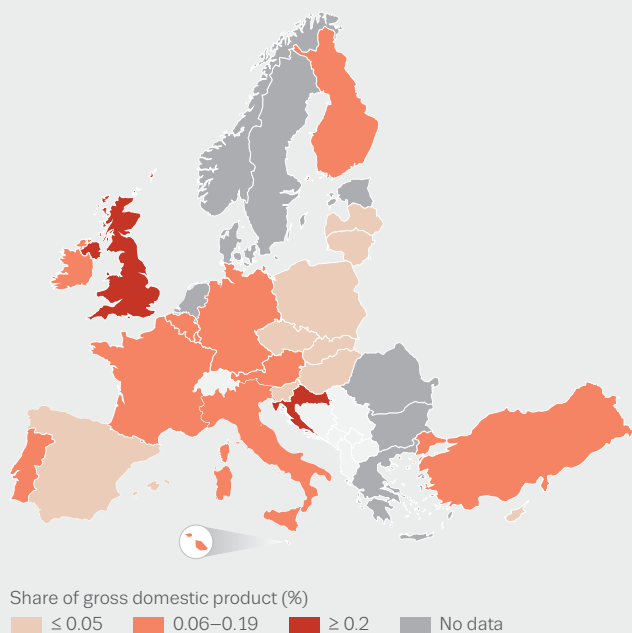 Share of gross domestic product (%)
≤ 0.05 0.06–0.19 ≥ 0.2 No data